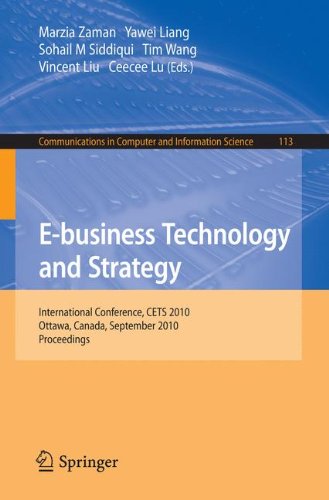 Marzia Zaman Yawei Liang
Sohail M Siddiqui Tim Wang
Vincent Liu Ceecee Lu (Eds.)
Communications in Computer and Information Science 113
E-business Technology
and Strategy
International Conference, CETS 2010
Ottawa, Canada, September 2010
Proceedings
Springer